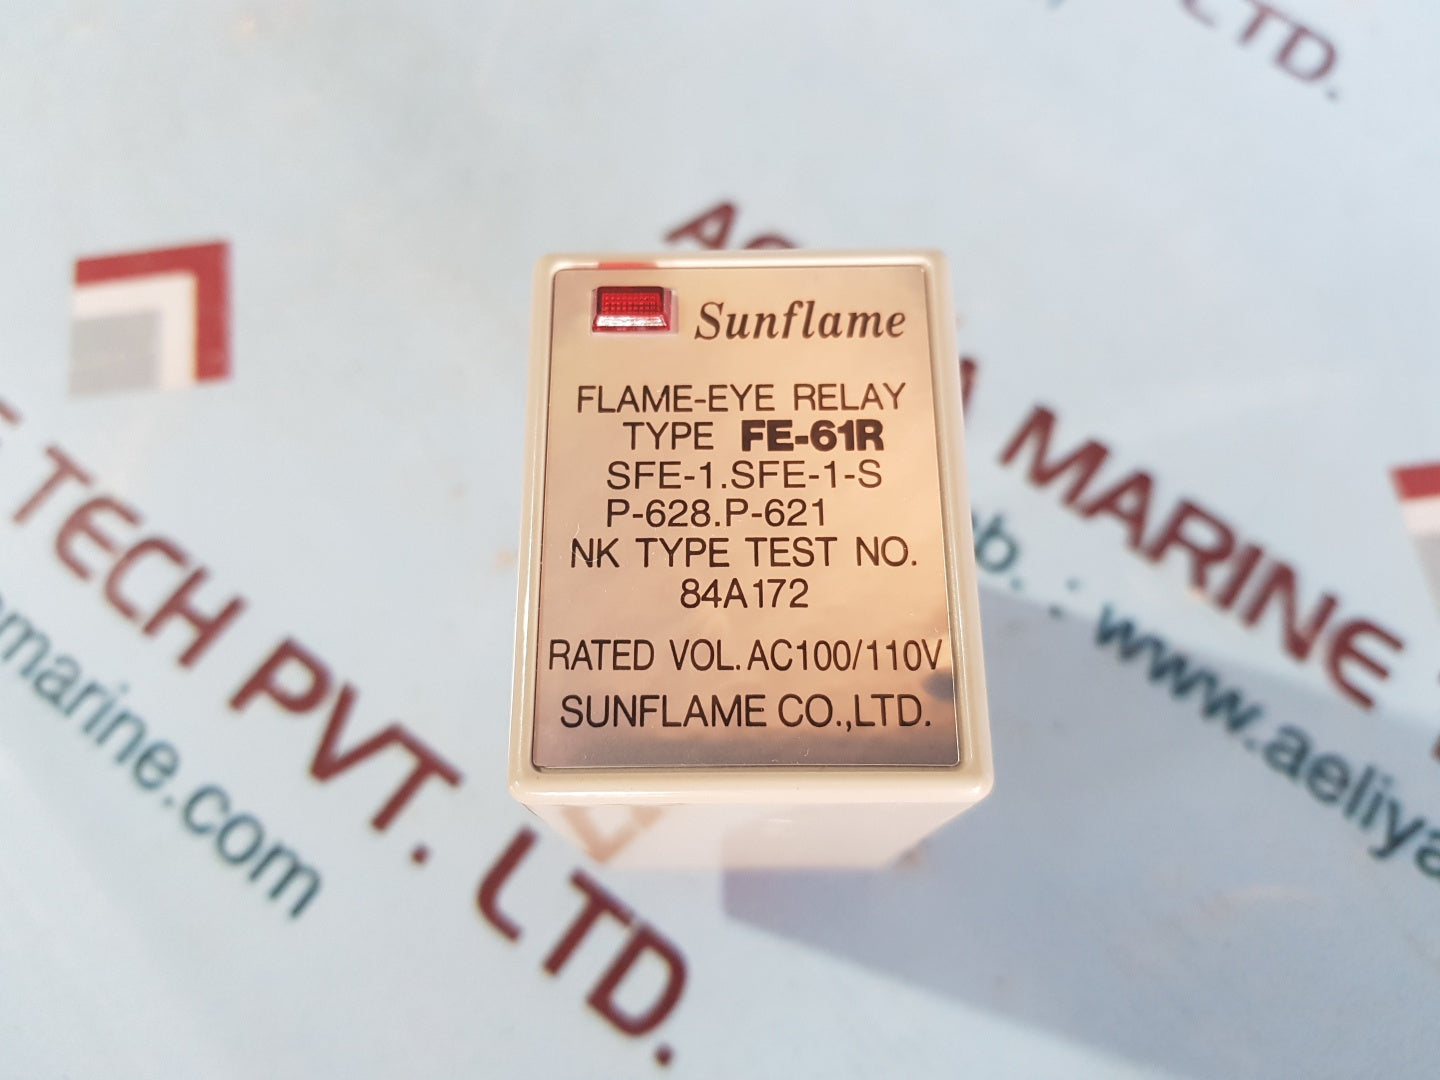 LTD.
Sunflame
FLAME-EYE RELAY
TYPE FE-61R
SFE-1.SFE-1-S
P-628.P-621
NK TYPE TEST NO.
84A172
RATED VOL. AC100/110V
SUNFLAME CO.,LTD.
MARINE
www.aeliya
TECH PVT. LTD.
marine.com